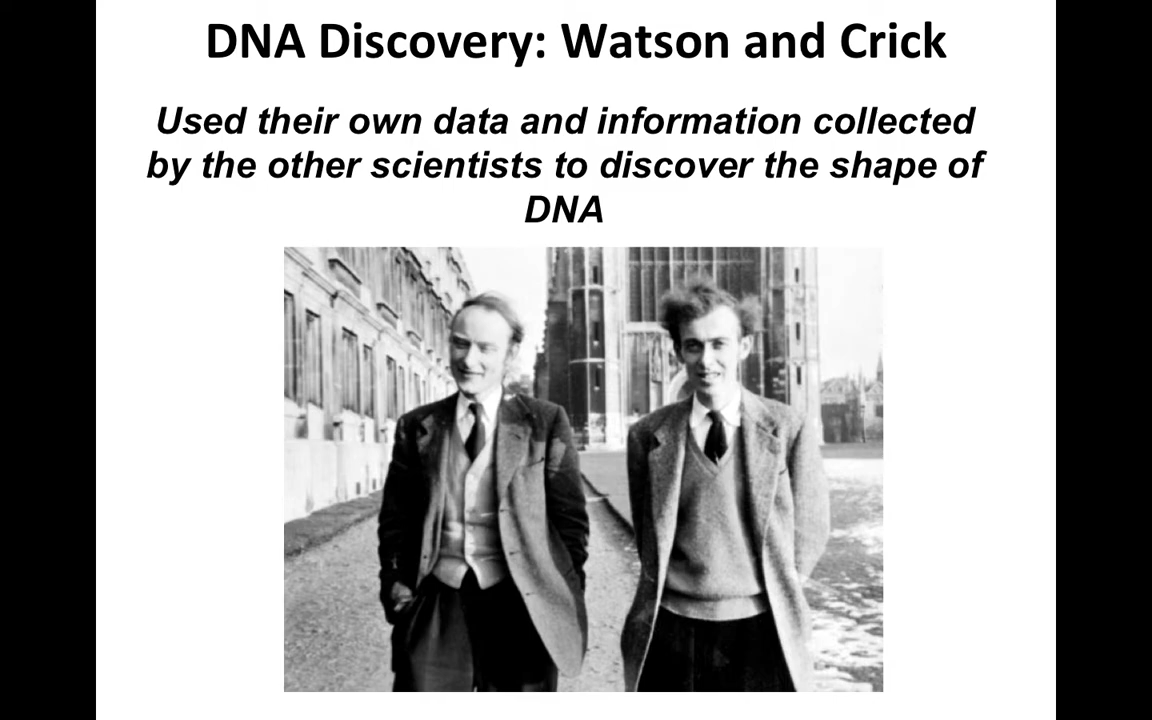 DNA Discovery: Watson and Crick
Used their own data and information collected
by the other scientists to discover the shape of
DNA